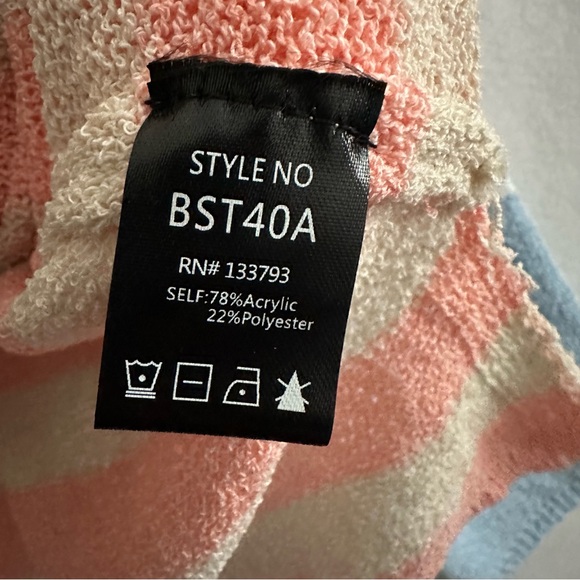 STYLE NO
BST40A
RN# 133793
SELF:78%Acrylic
22%Polyester